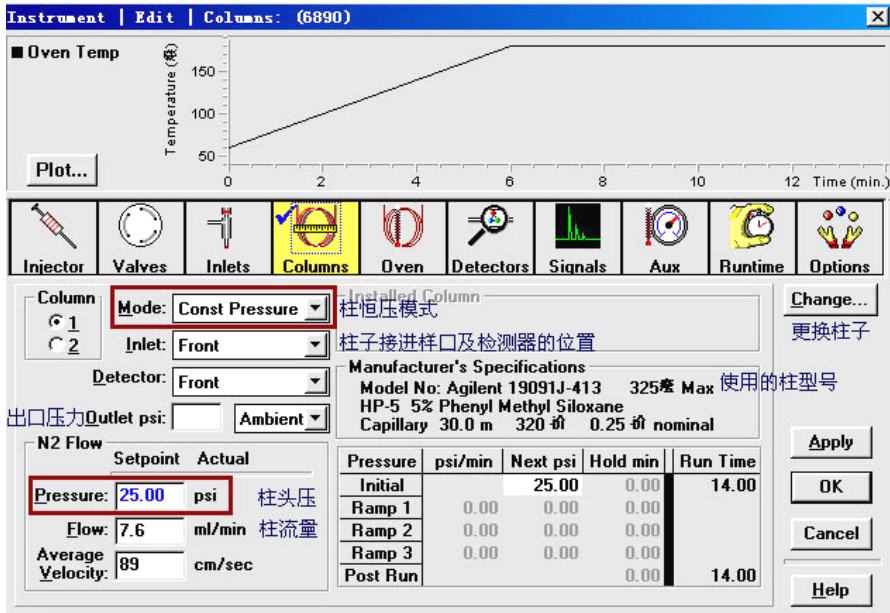 Instrument | Edit | Columns: (6890)
Oven Temp
Temperature
150
100
50
Plot...
0 2 4 6 8 10 12 Time (min.)
Injector Valves Inlets Columns Oven Detectors Signals Aux Runtime Options
Column
1
2
Mode: Const Pressure 柱恒压模式
Inlet: Front 柱子接进样口及检测器的位置
Detector: Front
出口压力Outlet psi: Ambient
Installed Column
Manufacturer's Specifications
Model No: Agilent 19091J-413 325 Max 使用的柱型号
HP-5 5% Phenyl Methyl Siloxane
Capillary 30.0 m 320 0.25 nominal
Change...
更换柱子
N2 Flow
Setpoint Actual
Pressure: 25.00 psi 柱头压
Flow: 7.6 ml/min 柱流量
Average Velocity: 89 cm/sec
Pressure psi/min Next psi Hold min Run Time
Initial 25.00 0.00 14.00
Ramp 1 0.00 0.00 0.00
Ramp 2 0.00 0.00 0.00
Ramp 3 0.00 0.00 0.00
Post Run 0.00 14.00
Apply
OK
Cancel
Help